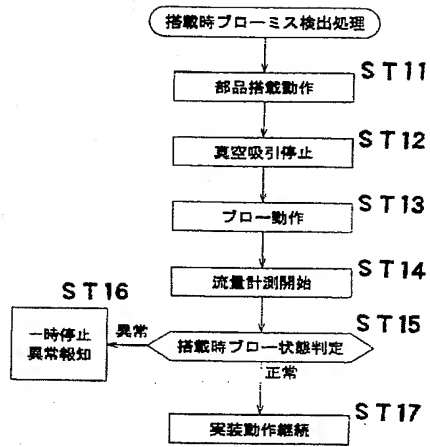 搭載時ブローミス検出処理
ST11
部品搭載動作
ST12
真空吸引停止
ST13
ブロー動作
ST14
流量計測開始
ST15
搭載時ブロー状態判定
異常
ST16
一時停止
異常報知
正常
ST17
実装動作継続